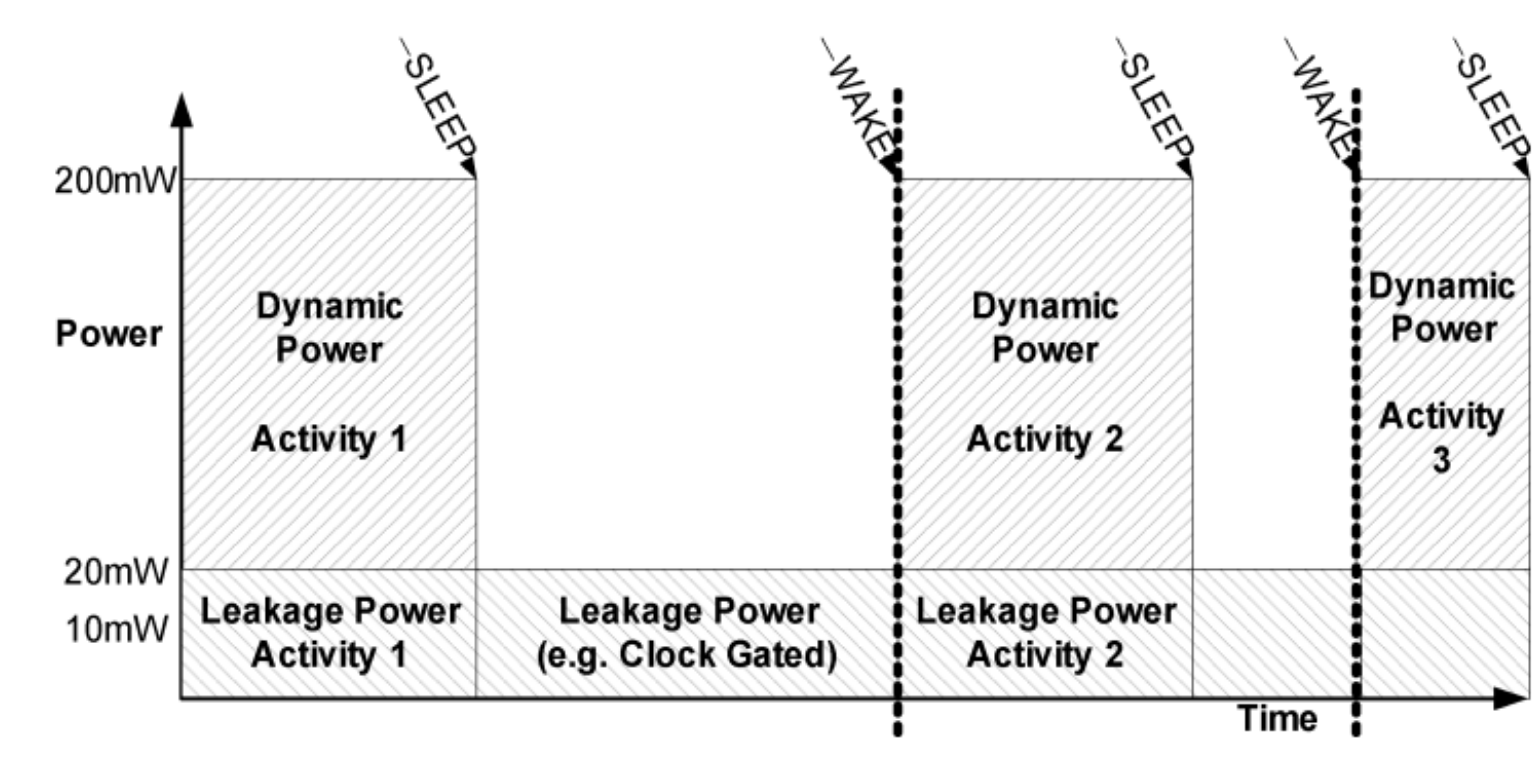 SLEEP
WAKE
SLEEP
WAKE
SLEEP
200mW
Power
20mW
10mW
Dynamic
Power
Activity 1
Dynamic
Power
Activity 2
Dynamic
Power
Activity
3
Leakage Power
Activity 1
Leakage Power
(e.g. Clock Gated)
Leakage Power
Activity 2
Time